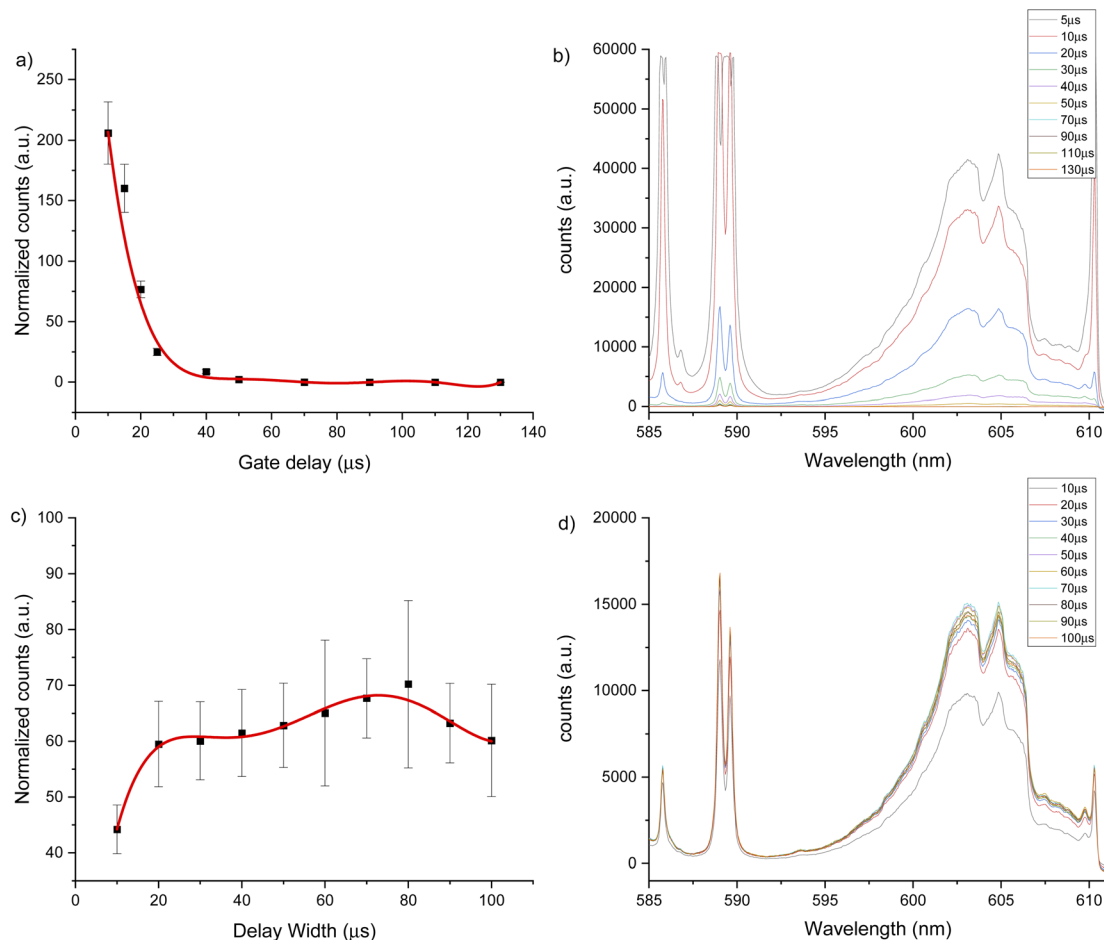 a)
Normalized counts (a.u.)
250
200
150
100
50
0
0 20 40 60 80 100 120 140
Gate delay (μs)
b)
counts (a.u.)
60000
50000
40000
30000
20000
10000
0
585 590 595 600 605 610
Wavelength (nm)
5μs
10μs
20μs
30μs
40μs
50μs
70μs
90μs
110μs
130μs
c)
Normalized counts (a.u.)
100
90
80
70
60
50
40
0 20 40 60 80 100
Delay Width (μs)
d)
counts (a.u.)
20000
15000
10000
5000
0
585 590 595 600 605 610
Wavelength (nm)
10μs
20μs
30μs
40μs
50μs
60μs
70μs
80μs
90μs
100μs